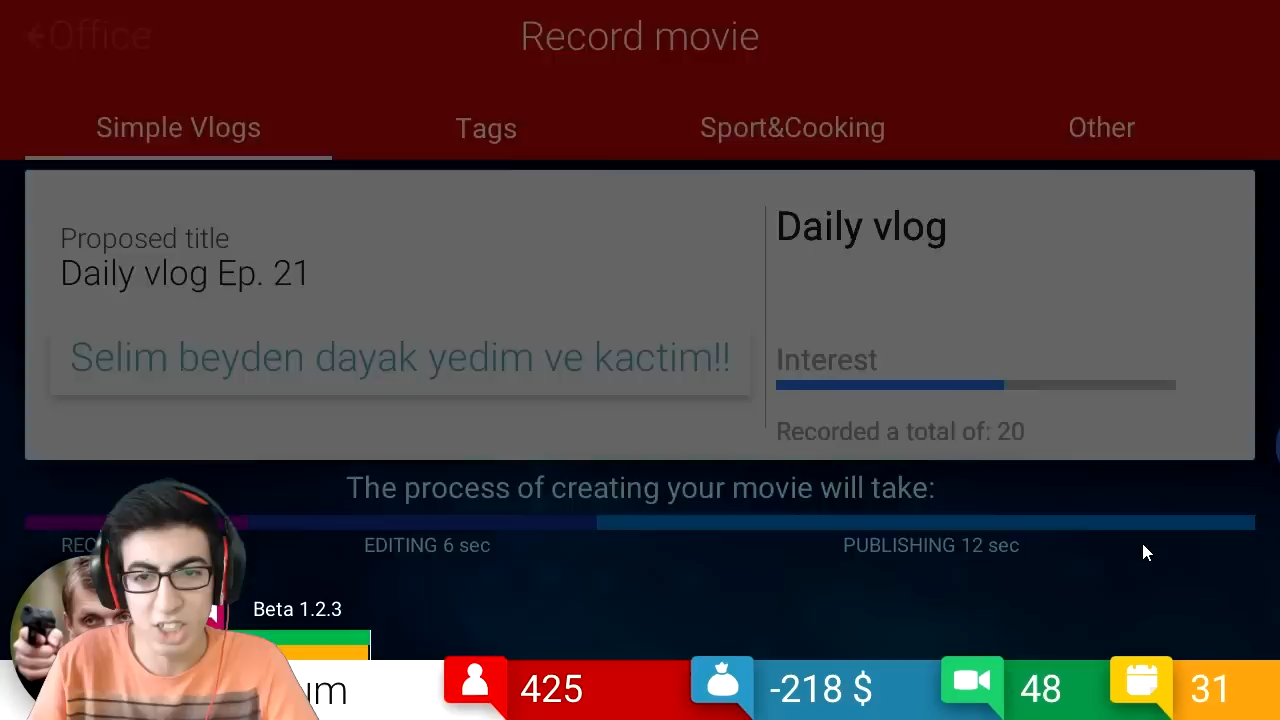 Office
Record movie
Simple Vlogs
Tags
Sport&Cooking
Other
Proposed title
Daily vlog Ep. 21
Selim beyden dayak yedim ve kactim!!
Daily vlog
Interest
Recorded a total of: 20
The process of creating your movie will take:
EDITING 6 sec
PUBLISHING 12 sec
Beta 1.2.3
425
-218 $
48
31